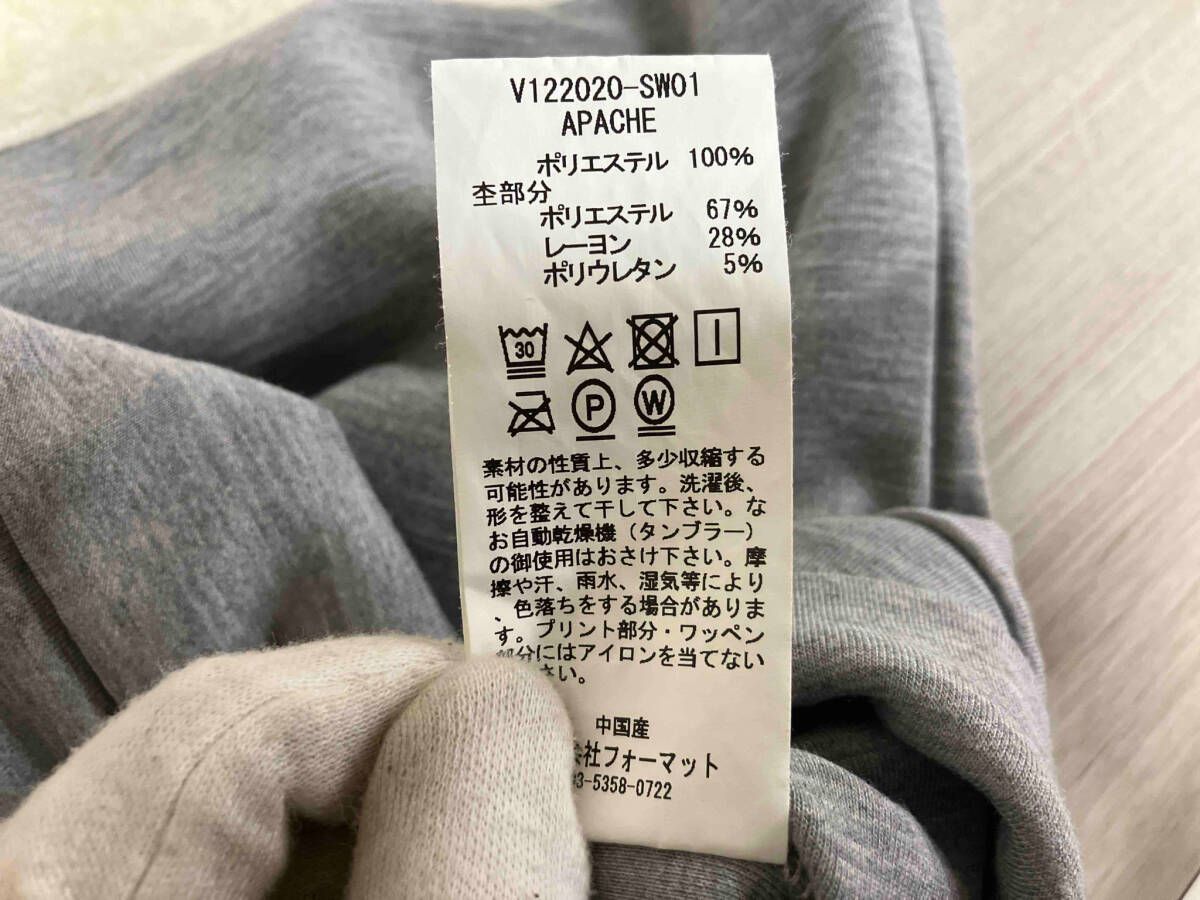 V122020-SW01
APACHE
ポリエステル 100%
杢部分
ポリエステル 67%
レーヨン 28%
ポリウレタン 5%
30
P W
素材の性質上、多少収縮する
可能性があります。洗濯後、
形を整えて干して下さい。な
お自動乾燥機(タンブラー)
の御使用はおさけ下さい。摩
擦や汗、雨水、湿気等により
、色落ちをする場合がありま
す。プリント部分・ワッペン
部分にはアイロンを当てない
さい。
中国産
会社フォーマット
3-5358-0722